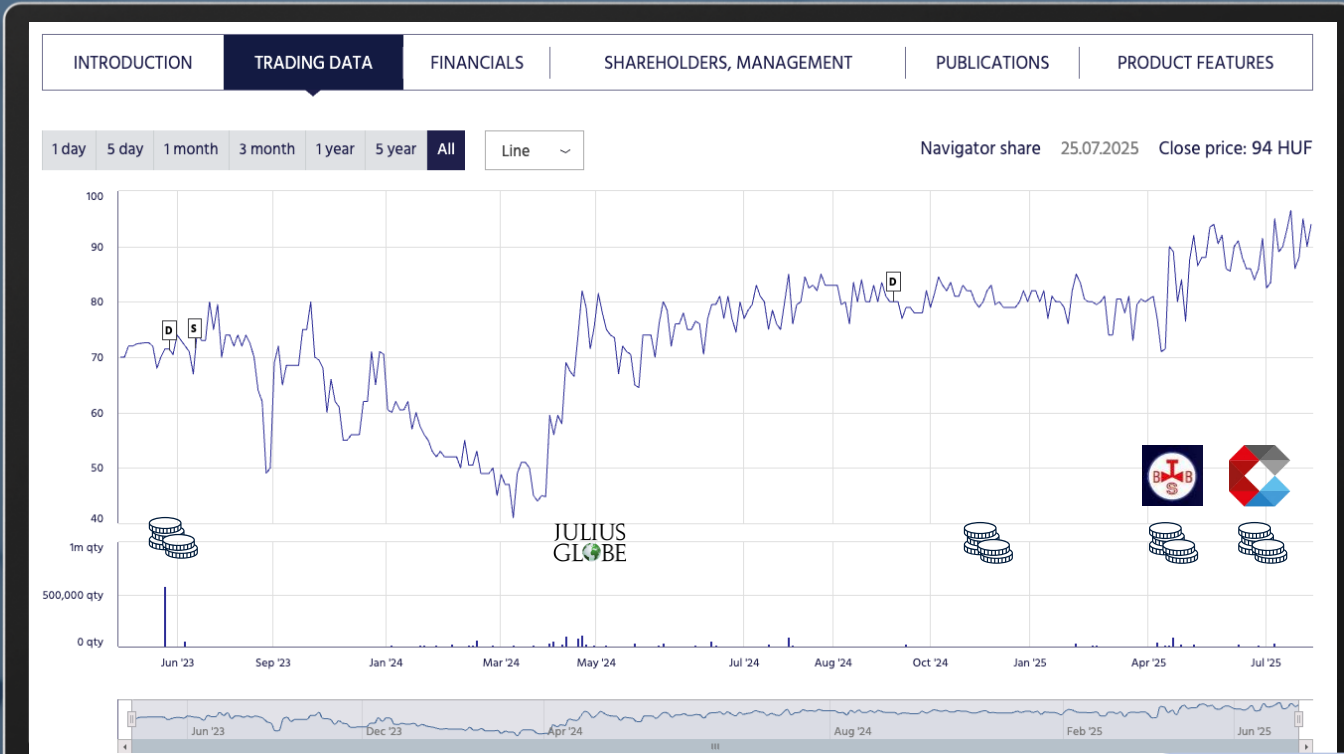 INTRODUCTION TRADING DATA FINANCIALS SHAREHOLDERS, MANAGEMENT PUBLICATIONS PRODUCT FEATURES
1 day 5 day 1 month 3 month 1 year 5 year All Line Navigator share 25.07.2025 Close price: 94 HUF
100
90
D
80
D S
70
60
50
T
B B
S
40
JULIUS
GLOBE
1m qty
500,000 qty
0 qty
Jun '23 Sep '23 Jan '24 Mar '24 May '24 Jul '24 Aug '24 Oct '24 Jan '25 Apr '25 Jul '25
Jun '23 Dec '23 Apr '24 Aug '24 Feb '25 Jun '25